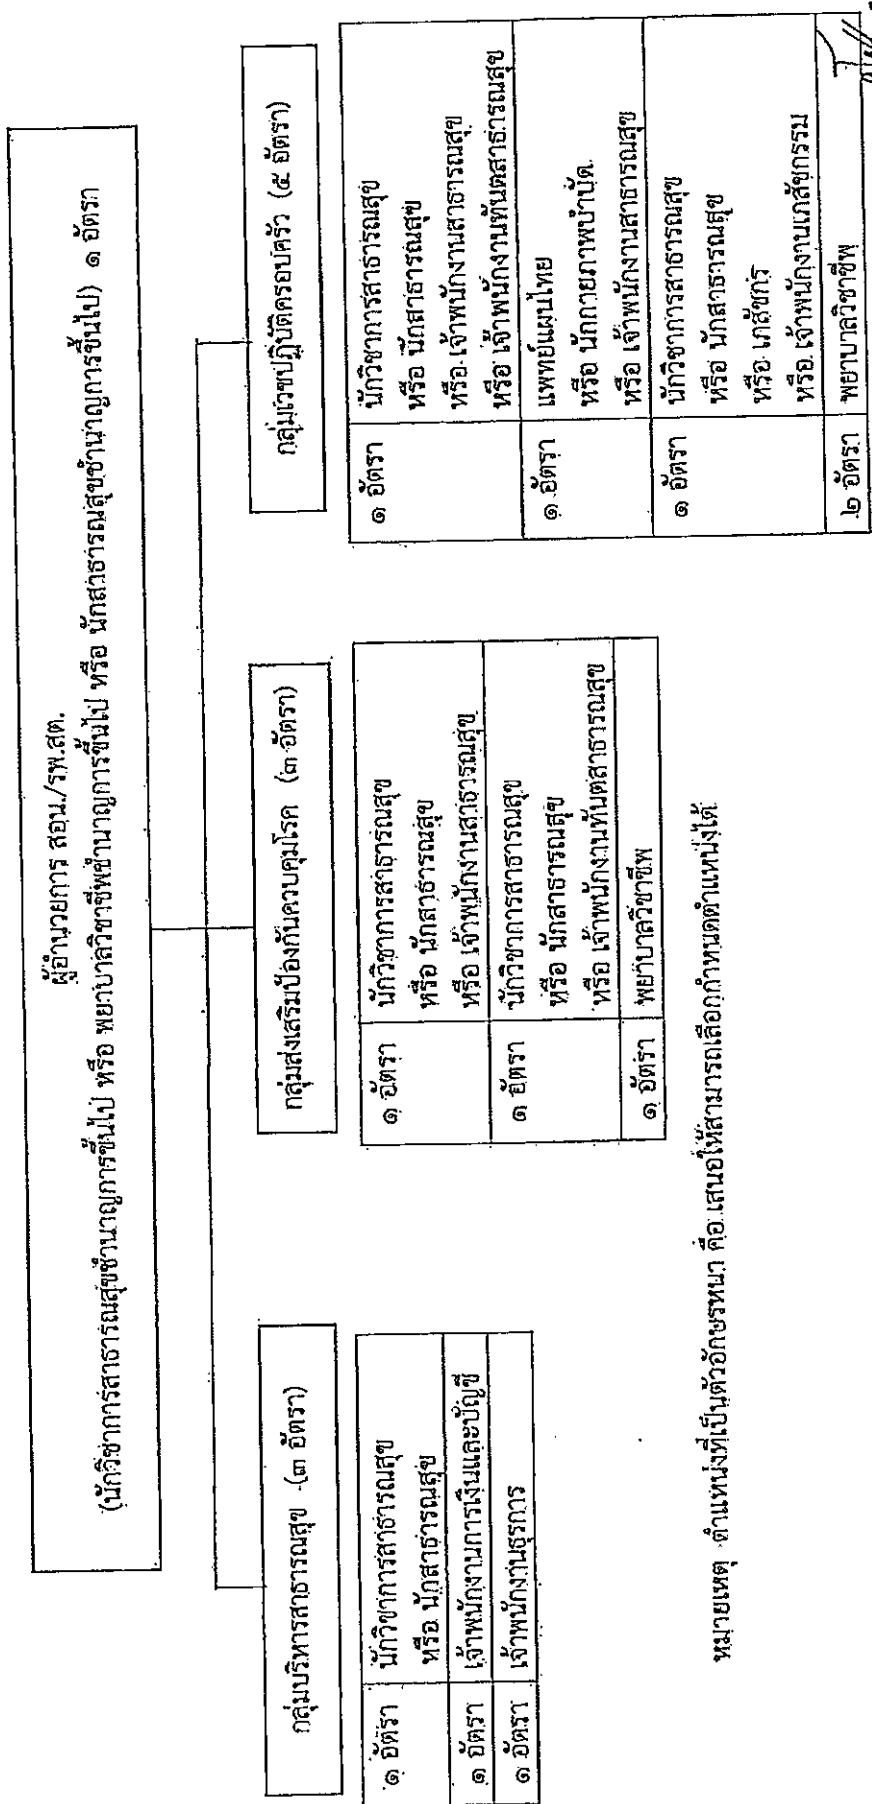 ผู้อำนวยการ สอน./รพ.สต.
(นักวิชาการสาธารณสุขชำนาญการขึ้นไป หรือ พยาบาลวิชาชีพชำนาญการขึ้นไป หรือ นักสาธารณสุขชำนาญการขึ้นไป) ๑ อัตรา
กลุ่มบริหารสาธารณสุข (๓ อัตรา)
๑ อัตรา นักวิชาการสาธารณสุข
หรือ นักสาธารณสุข
๑ อัตรา เจ้าพนักงานการเงินและบัญชี
๑ อัตรา เจ้าพนักงานธุรการ
กลุ่มส่งเสริมป้องกันควบคุมโรค (๓ อัตรา)
๑ อัตรา นักวิชาการสาธารณสุข
หรือ นักสาธารณสุข
หรือ เจ้าพนักงานสาธารณสุข
๑ อัตรา นักวิชาการสาธารณสุข
หรือ นักสาธารณสุข
หรือ เจ้าพนักงานทันตสาธารณสุข
๑ อัตรา พยาบาลวิชาชีพ
กลุ่มเวชปฏิบัติครอบครัว (๕ อัตรา)
๑ อัตรา นักวิชาการสาธารณสุข
หรือ นักสาธารณสุข
หรือ เจ้าพนักงานสาธารณสุข
หรือ เจ้าพนักงานทันตสาธารณสุข
๑ อัตรา แพทย์แผนไทย
หรือ นักกายภาพบำบัด
หรือ เจ้าพนักงานสาธารณสุข
๑ อัตรา นักวิชาการสาธารณสุข
หรือ นักสาธารณสุข
หรือ เภสัชกร
หรือ เจ้าพนักงานเภสัชกรรม
๒ อัตรา พยาบาลวิชาชีพ
หมายเหตุ ตำแหน่งที่เป็นตัวอักษรหนา คือ เสนอให้สามารถเลือกกำหนดตำแหน่งได้